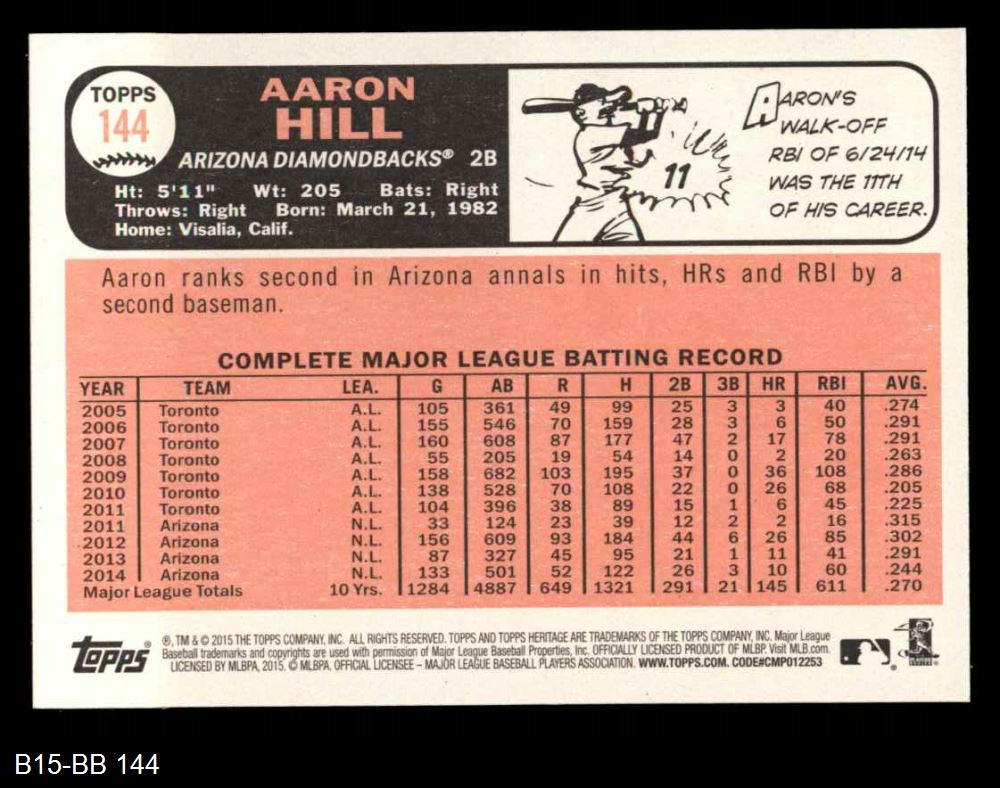 TOPPS
144
AARON
HILL
ARIZONA DIAMONDBACKS® 2B
Ht: 5'11" Wt: 205 Bats: Right
Throws: Right Born: March 21, 1982
Home: Visalia, Calif.
11
AARON'S
WALK-OFF
RBI OF 6/24/14
WAS THE 11TH
OF HIS CAREER.
Aaron ranks second in Arizona annals in hits, HRs and RBI by a
second baseman.
COMPLETE MAJOR LEAGUE BATTING RECORD
YEAR TEAM LEA. G AB R H 2B 3B HR RBI AVG.
2005 Toronto A.L. 105 361 49 99 25 3 3 40 .274
2006 Toronto A.L. 155 546 70 159 28 3 6 50 .291
2007 Toronto A.L. 160 608 87 177 47 2 17 78 .291
2008 Toronto A.L. 55 205 19 54 14 0 2 20 .263
2009 Toronto A.L. 158 682 103 195 37 0 36 108 .286
2010 Toronto A.L. 138 528 70 108 22 0 26 68 .205
2011 Toronto A.L. 104 396 38 89 15 1 6 45 .225
2011 Arizona N.L. 33 124 23 39 12 2 2 16 .315
2012 Arizona N.L. 156 609 93 184 44 6 26 85 .302
2013 Arizona N.L. 87 327 45 95 21 1 11 41 .291
2014 Arizona N.L. 133 501 52 122 26 3 10 60 .244
Major League Totals 10 Yrs. 1284 4887 649 1321 291 21 145 611 .270
Topps®
®, TM & © 2015 THE TOPPS COMPANY, INC. ALL RIGHTS RESERVED. TOPPS AND TOPPS HERITAGE ARE TRADEMARKS OF THE TOPPS COMPANY, INC. Major League
Baseball trademarks and copyrights are used with permission of Major League Baseball Properties, Inc. OFFICIALLY LICENSED PRODUCT OF MLBP. Visit MLB.com.
LICENSED BY MLBPA, 2015. © MLBPA. OFFICIAL LICENSEE – MAJOR LEAGUE BASEBALL PLAYERS ASSOCIATION. WWW.TOPPS.COM. CODE#CMP012253
B15-BB 144